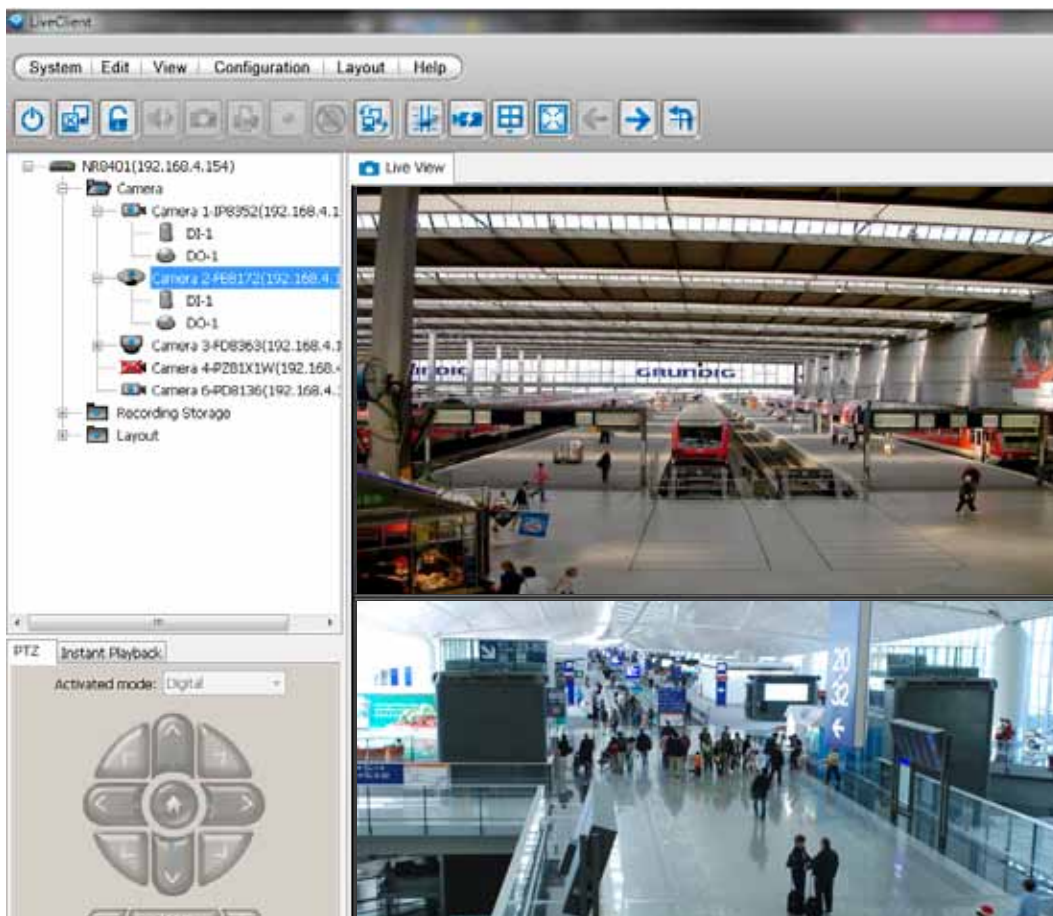 LiveClient
System Edit View Configuration Layout Help
NR8401(192.168.4.154)
Camera
Camera 1-IP8352(192.168.4.1
DI-1
DO-1
Camera 2-FE8172(192.168.4.1
DI-1
DO-1
Camera 3-FD8363(192.168.4.1
Camera 4-PZ81X1W(192.168.4
Camera 6-PD8136(192.168.4.
Recording Storage
Layout
Live View
GRUNDIG
20-32
PTZ
Instant Playback
Activated mode: Digital